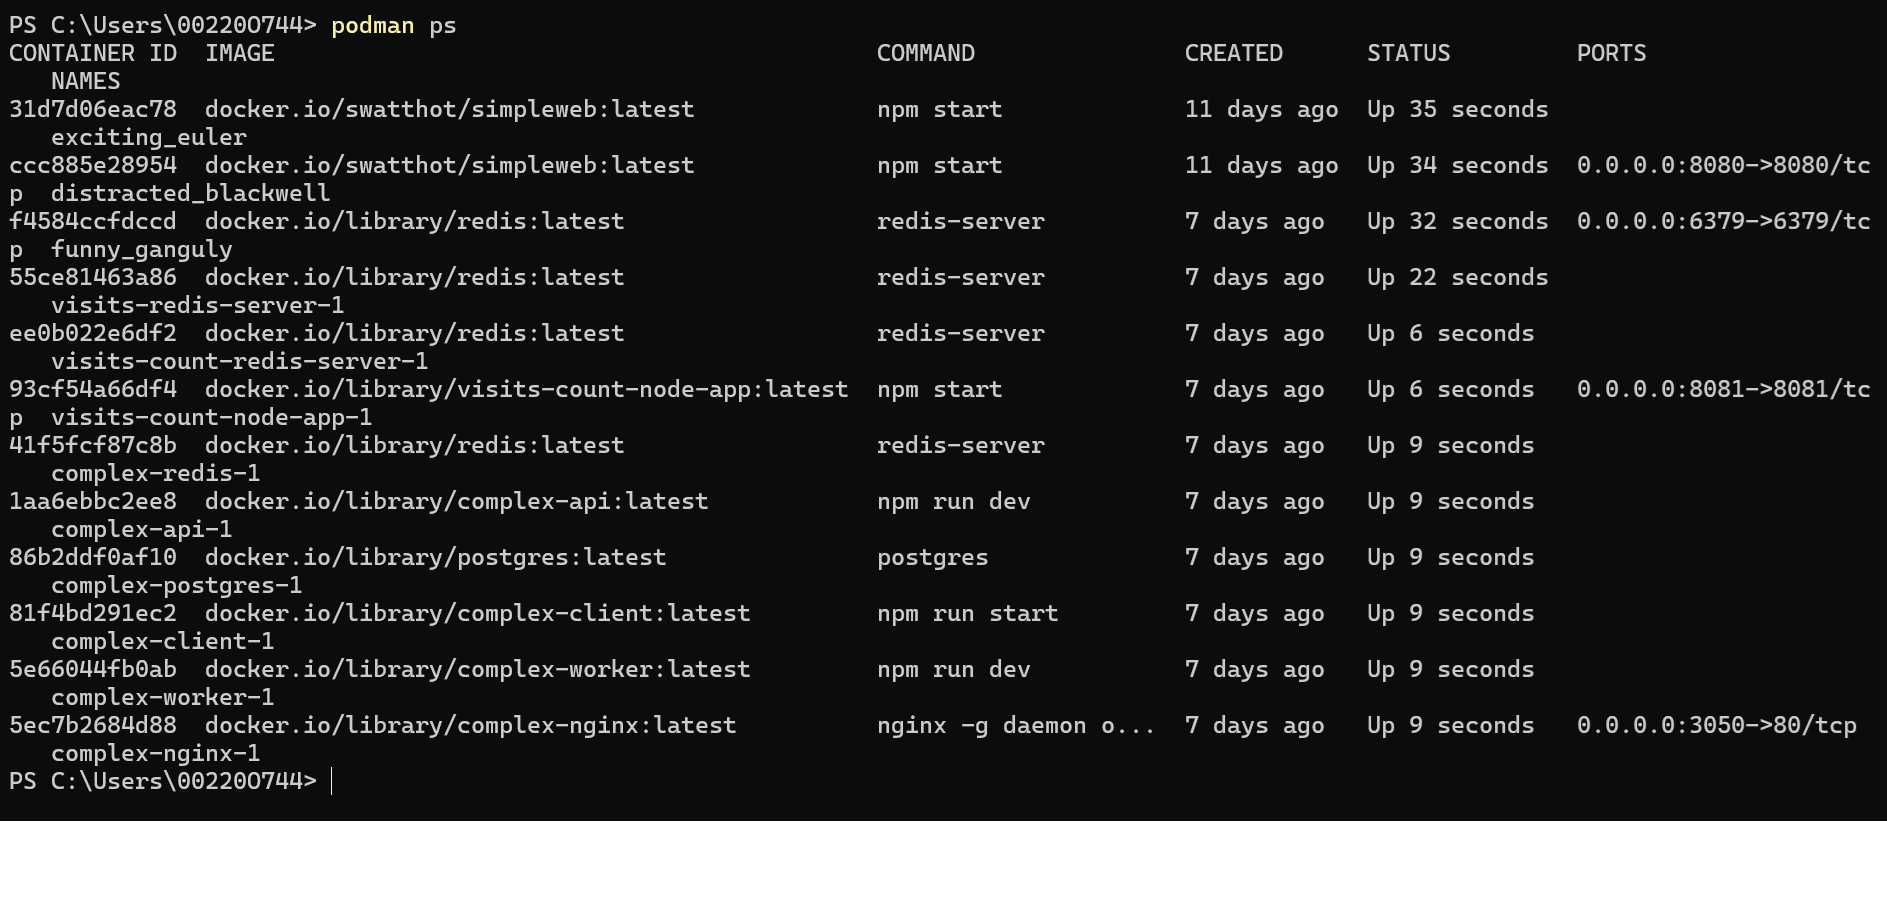 PS C:\Users\002200744> podman ps
CONTAINER ID  IMAGE                                           COMMAND               CREATED      STATUS         PORTS
   NAMES
31d7d06eac78  docker.io/swatthot/simpleweb:latest             npm start             11 days ago  Up 35 seconds
   exciting_euler
ccc885e28954  docker.io/swatthot/simpleweb:latest             npm start             11 days ago  Up 34 seconds  0.0.0.0:8080->8080/tc
p  distracted_blackwell
f4584ccfdccd  docker.io/library/redis:latest                  redis-server          7 days ago   Up 32 seconds  0.0.0.0:6379->6379/tc
p  funny_ganguly
55ce81463a86  docker.io/library/redis:latest                  redis-server          7 days ago   Up 22 seconds
   visits-redis-server-1
ee0b022e6df2  docker.io/library/redis:latest                  redis-server          7 days ago   Up 6 seconds
   visits-count-redis-server-1
93cf54a66df4  docker.io/library/visits-count-node-app:latest  npm start             7 days ago   Up 6 seconds   0.0.0.0:8081->8081/tc
p  visits-count-node-app-1
41f5fcf87c8b  docker.io/library/redis:latest                  redis-server          7 days ago   Up 9 seconds
   complex-redis-1
1aa6ebbc2ee8  docker.io/library/complex-api:latest            npm run dev           7 days ago   Up 9 seconds
   complex-api-1
86b2ddf0af10  docker.io/library/postgres:latest               postgres              7 days ago   Up 9 seconds
   complex-postgres-1
81f4bd291ec2  docker.io/library/complex-client:latest         npm run start         7 days ago   Up 9 seconds
   complex-client-1
5e66044fb0ab  docker.io/library/complex-worker:latest         npm run dev           7 days ago   Up 9 seconds
   complex-worker-1
5ec7b2684d88  docker.io/library/complex-nginx:latest          nginx -g daemon o...  7 days ago   Up 9 seconds   0.0.0.0:3050->80/tcp
   complex-nginx-1
PS C:\Users\00220O744>